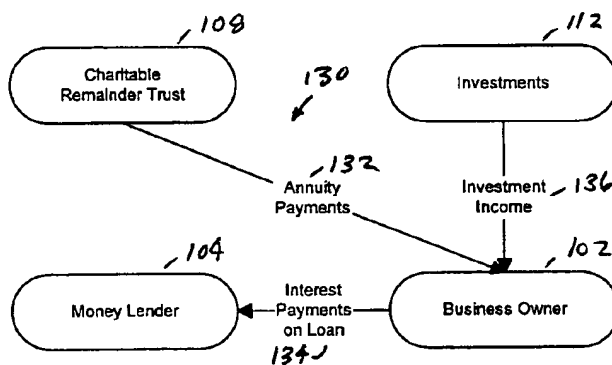 108
112
Charitable
Remainder Trust
130
Investments
132
Annuity
Payments
Investment
Income
136
104
102
Money Lender
Interest
Payments
on Loan
134
Business Owner